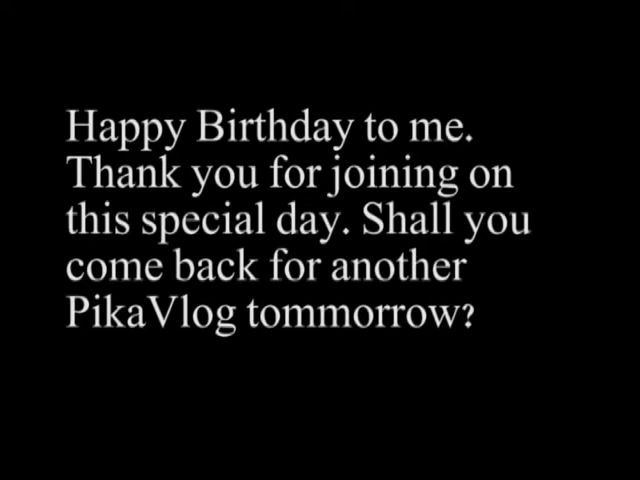 Happy Birthday to me.
Thank you for joining on
this special day. Shall you
come back for another
PikaVlog tommorrow?